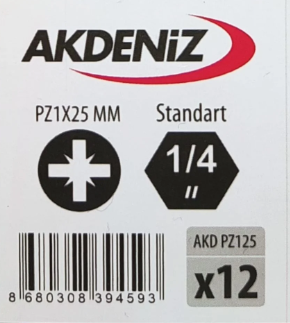 AKDENİZ
PZ1X25 MM Standart
1/4
"
AKD PZ125
x12
8 680308 394593